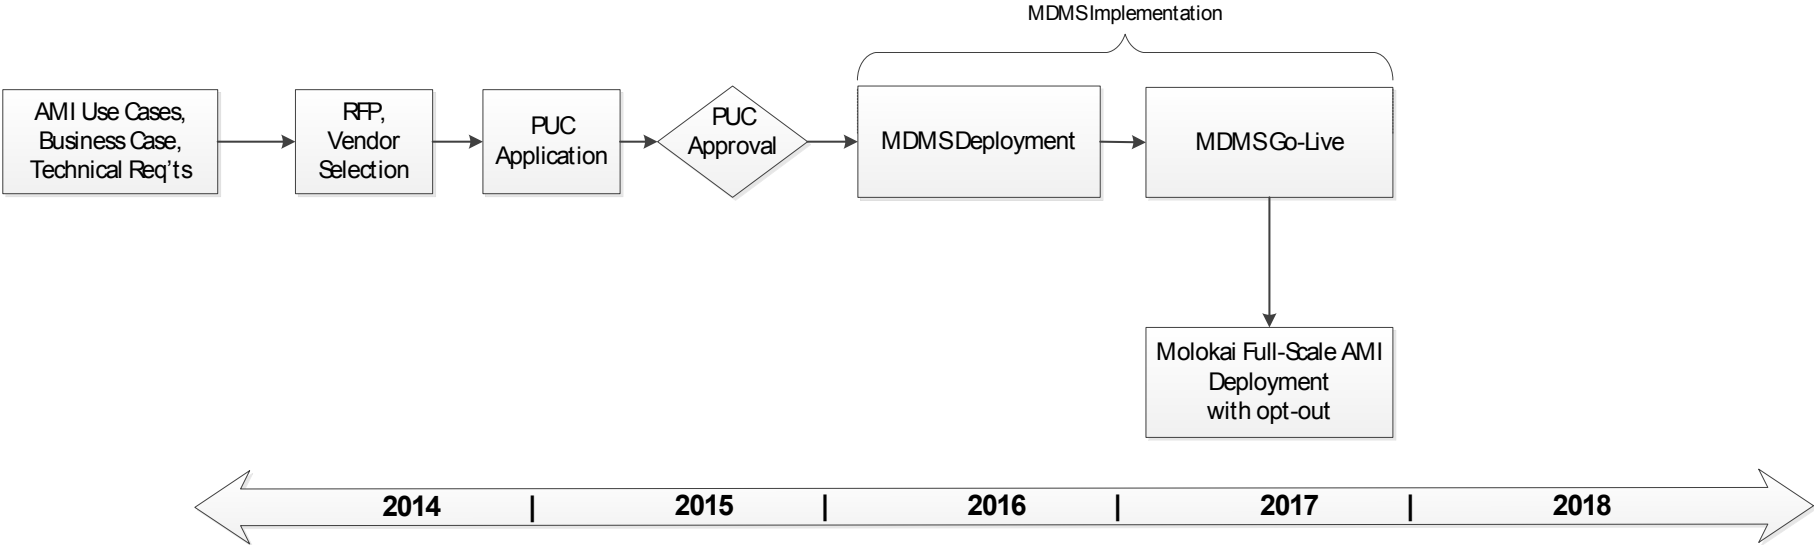 MDMS Implementation
AMI Use Cases,
Business Case,
Technical Req'ts
RFP,
Vendor
Selection
PUC
Application
PUC
Approval
MDMS Deployment
MDMS Go-Live
Molokai Full-Scale AMI
Deployment
with opt-out
2014 | 2015 | 2016 | 2017 | 2018